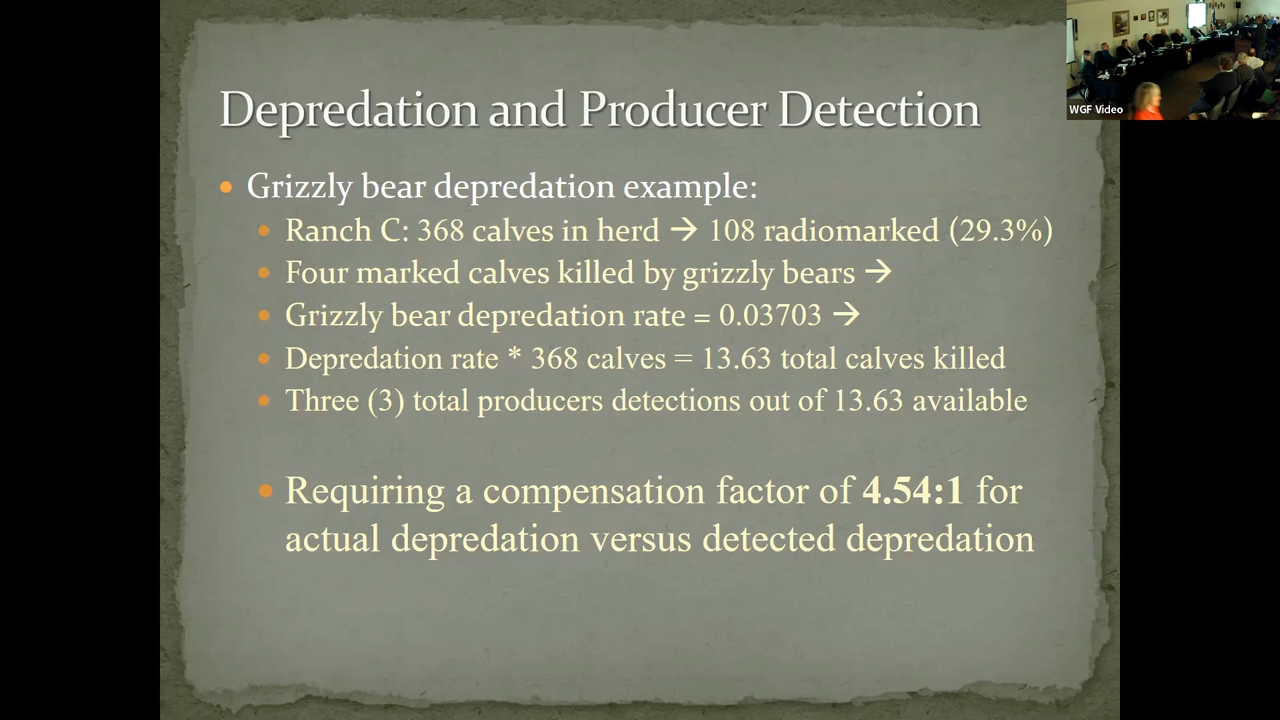 Depredation and Producer Detection
WGF Video
• Grizzly bear depredation example:
• Ranch C: 368 calves in herd → 108 radiomarked (29.3%)
• Four marked calves killed by grizzly bears →
• Grizzly bear depredation rate = 0.03703 →
• Depredation rate * 368 calves = 13.63 total calves killed
• Three (3) total producers detections out of 13.63 available
• Requiring a compensation factor of 4.54:1 for
actual depredation versus detected depredation